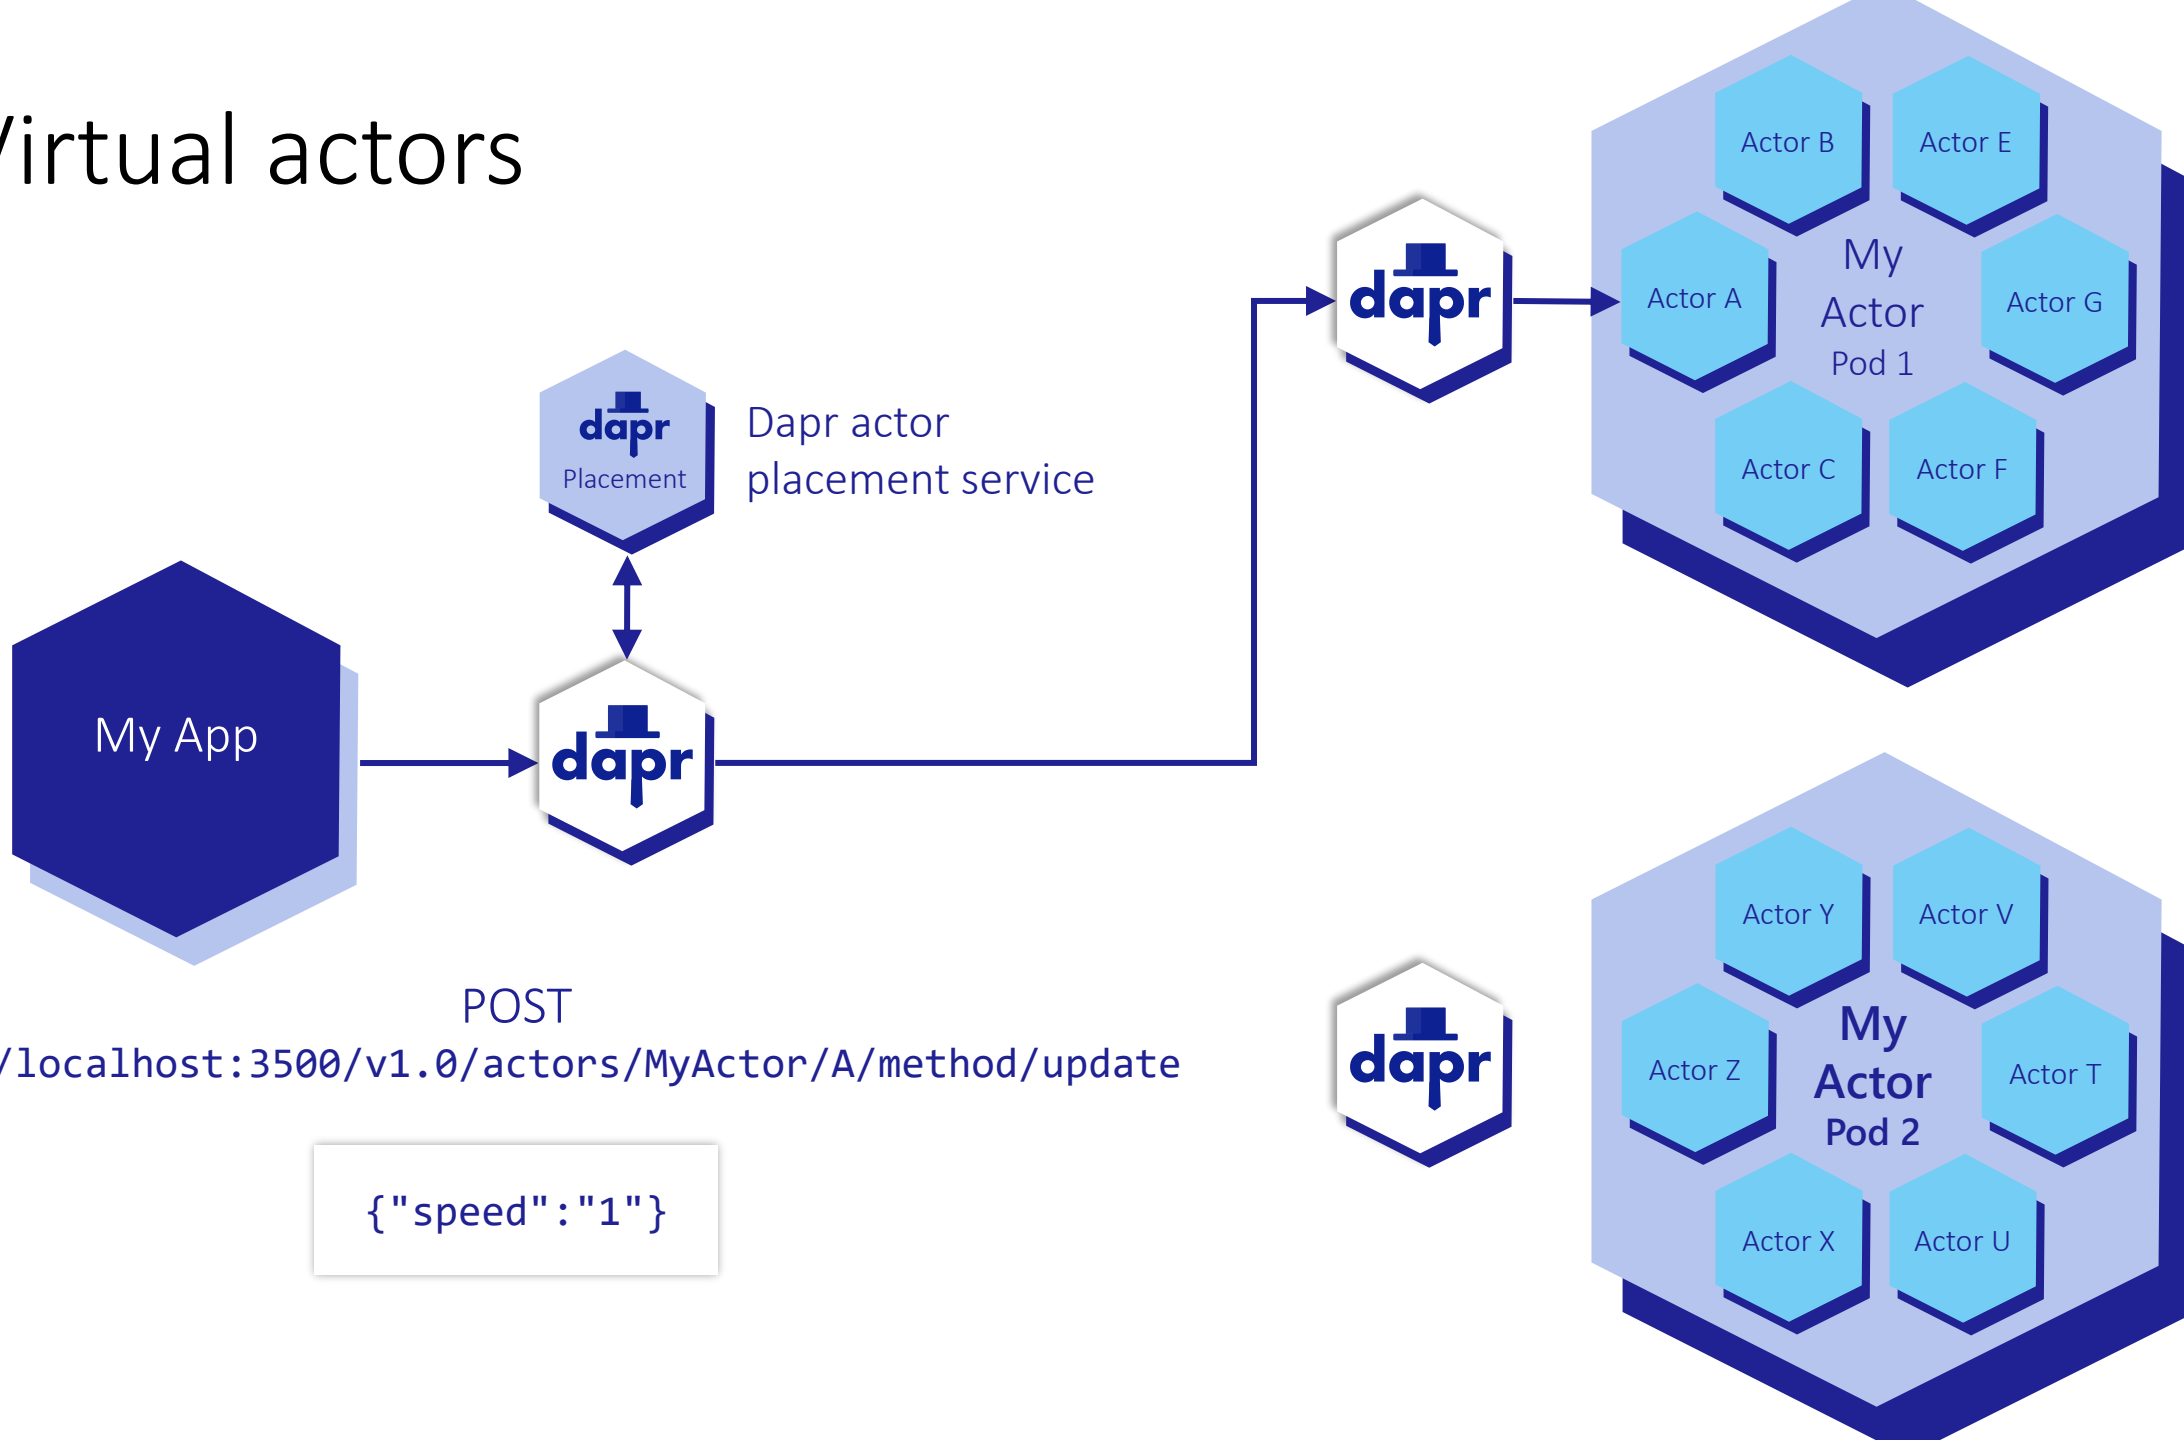 Virtual actors
dapr
Placement
Dapr actor
placement service
My App
dapr
POST
/localhost:3500/v1.0/actors/MyActor/A/method/update
{"speed":"1"}
dapr
Actor B
Actor E
Actor A
My
Actor
Pod 1
Actor G
Actor C
Actor F
dapr
Actor Y
Actor V
Actor Z
My
Actor
Pod 2
Actor T
Actor X
Actor U